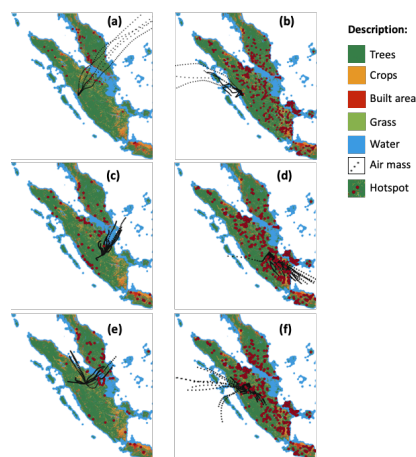 (a)
(b)
Description:
Trees
Crops
Built area
Grass
Water
Air mass
Hotspot
(c)
(d)
(e)
(f)